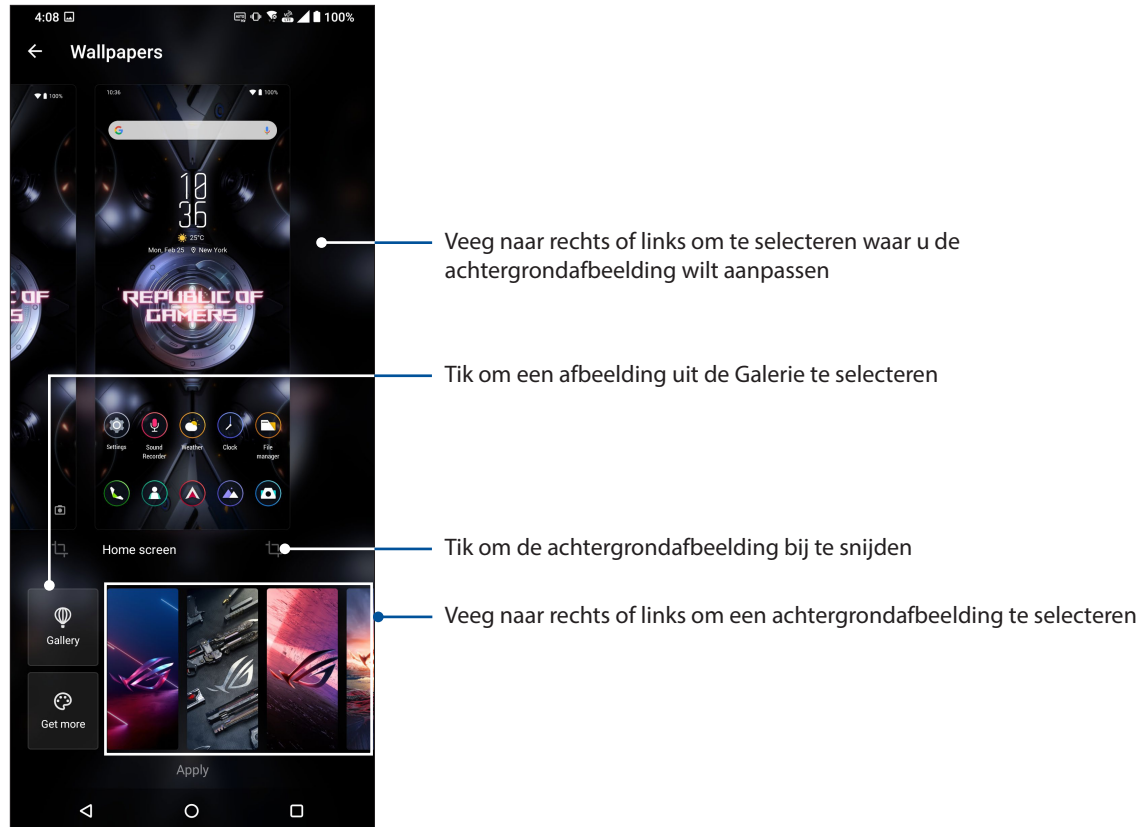 4:08 100%
Wallpapers
100%
10:36 100%
G
10
36
25°C
Mon, Feb 25 New York
REPUBLIC OF
GAMERS
OF
S
Veeg naar rechts of links om te selecteren waar u de
achtergrondafbeelding wilt aanpassen
Tik om een afbeelding uit de Galerie te selecteren
Settings Sound Recorder Weather Clock File manager
Home screen
Tik om de achtergrondafbeelding bij te snijden
Veeg naar rechts of links om een achtergrondafbeelding te selecteren
Gallery
Get more
Apply